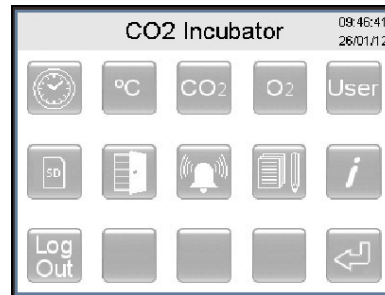 CO2 Incubator
09:46:41
26/01/12
°C
CO2
O2
User
SD
i
Log
Out